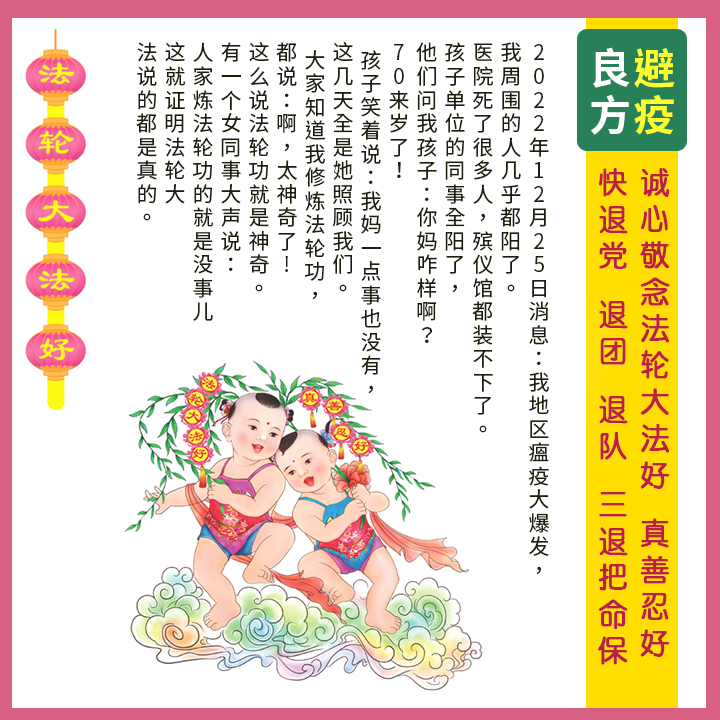 避疫
良方
诚心敬念法轮大法好 真善忍好
快退党 退团 退队 三退把命保
2022年12月25日消息：我地区瘟疫大爆发，
我周围的人几乎都阳了。
医院死了很多人，殡仪馆都装不下了。
孩子单位的同事全阳了，
他们问我孩子：你妈咋样啊？
70来岁了！
孩子笑着说：我妈一点事也没有，
这几天全是她照顾我们。
大家知道我修炼法轮功，
都说：啊，太神奇了！
这么说法轮功就是神奇。
有一个女同事大声说：
人家炼法轮功的就是没事儿
这就证明法轮大
法说的都是真的。
法轮大法好
法轮大法好
真善忍好